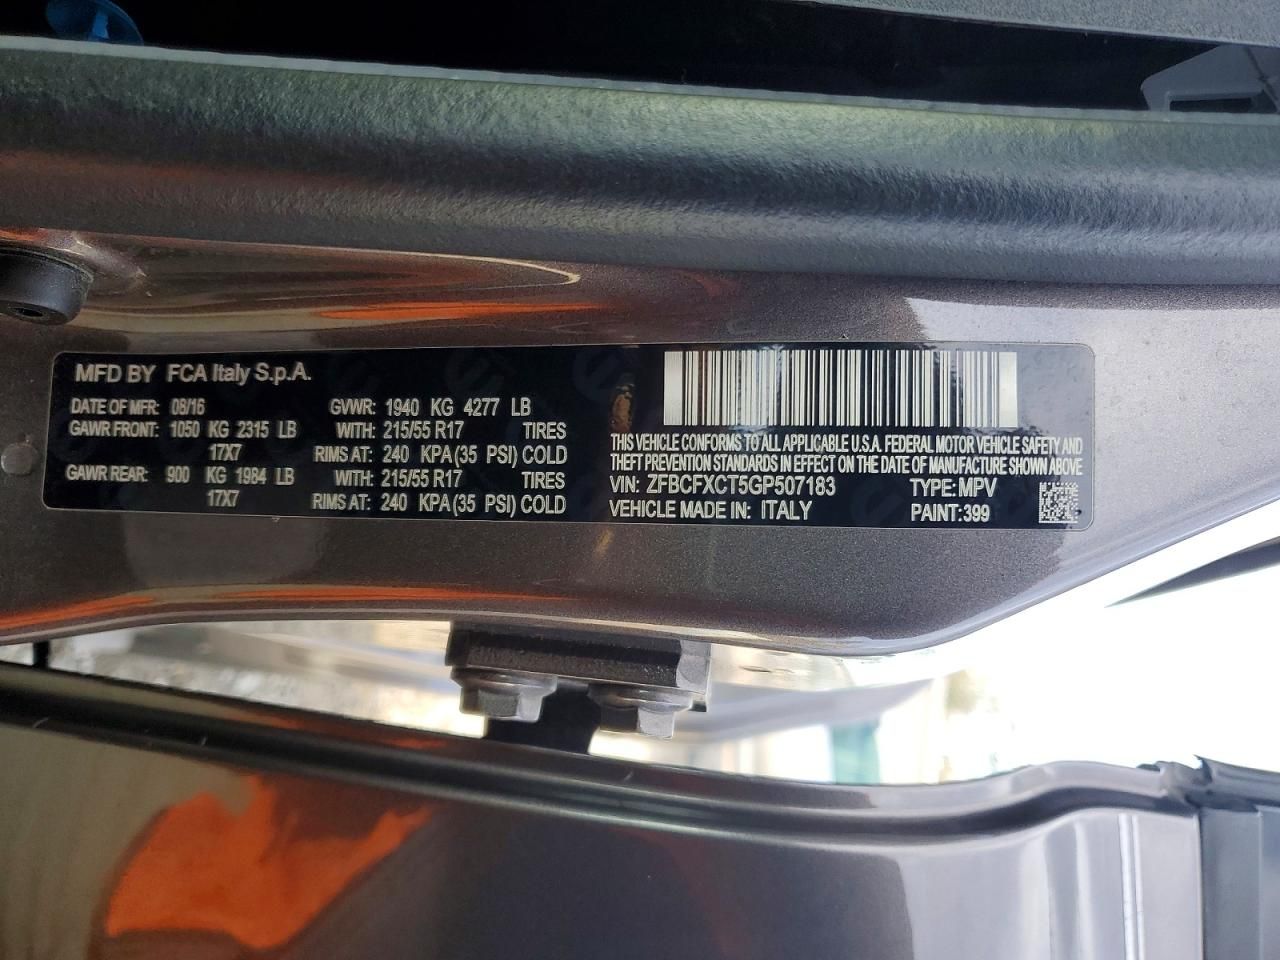 MFD BY FCA Italy S.p.A.
DATE OF MFR: 08/16 GVWR: 1940 KG 4277 LB
GAWR FRONT: 1050 KG 2315 LB WITH: 215/55 R17 TIRES
17X7 RIMS AT: 240 KPA(35 PSI) COLD
GAWR REAR: 900 KG 1984 LB WITH: 215/55 R17 TIRES
17X7 RIMS AT: 240 KPA(35 PSI) COLD
THIS VEHICLE CONFORMS TO ALL APPLICABLE U.S.A. FEDERAL MOTOR VEHICLE SAFETY AND
THEFT PREVENTION STANDARDS IN EFFECT ON THE DATE OF MANUFACTURE SHOWN ABOVE
VIN: ZFBCFXCT5GP507183 TYPE: MPV
VEHICLE MADE IN: ITALY PAINT: 399